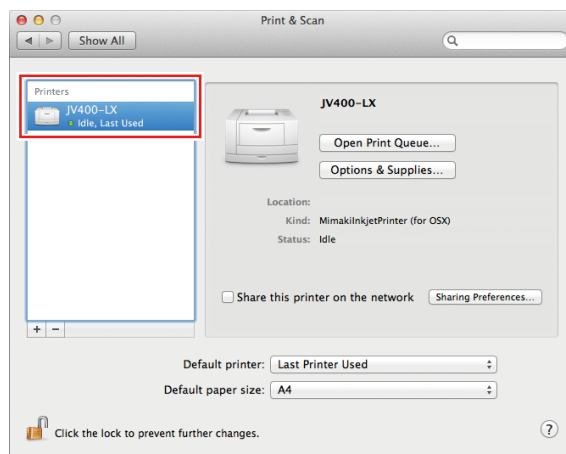 Print & Scan
Show All
Printers
JV400-LX
Idle, Last Used
JV400-LX
Open Print Queue...
Options & Supplies...
Location:
Kind: MimakiInkjetPrinter (for OSX)
Status: Idle
Share this printer on the network Sharing Preferences...
+ −
Default printer: Last Printer Used
Default paper size: A4
Click the lock to prevent further changes. ?